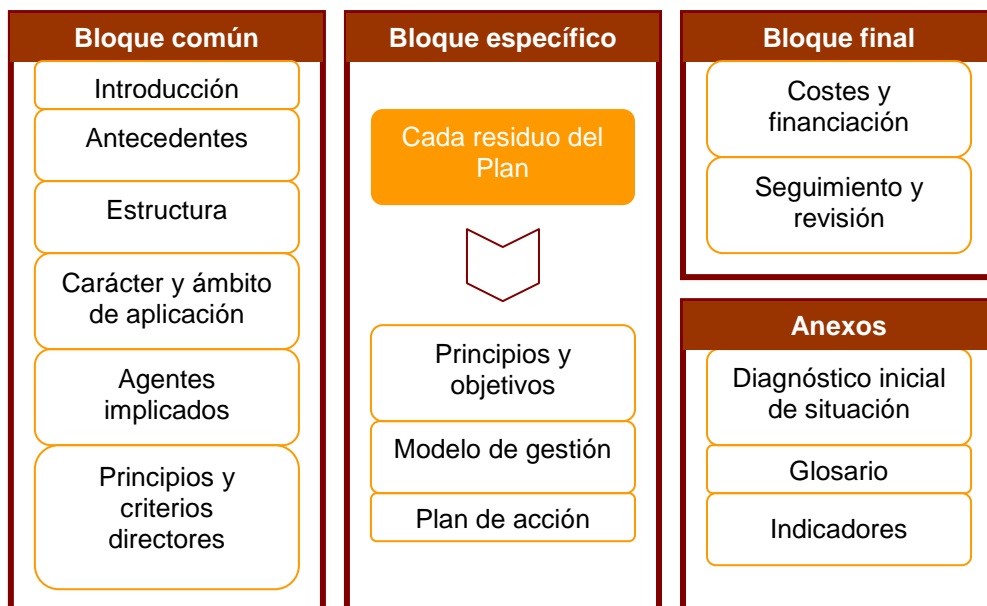 Bloque común
Introducción
Antecedentes
Estructura
Carácter y ámbito
de aplicación
Agentes
implicados
Principios y
criterios
directores
Bloque específico
Cada residuo del
Plan
Principios y
objetivos
Modelo de gestión
Plan de acción
Bloque final
Costes y
financiación
Seguimiento y
revisión
Anexos
Diagnóstico inicial
de situación
Glosario
Indicadores